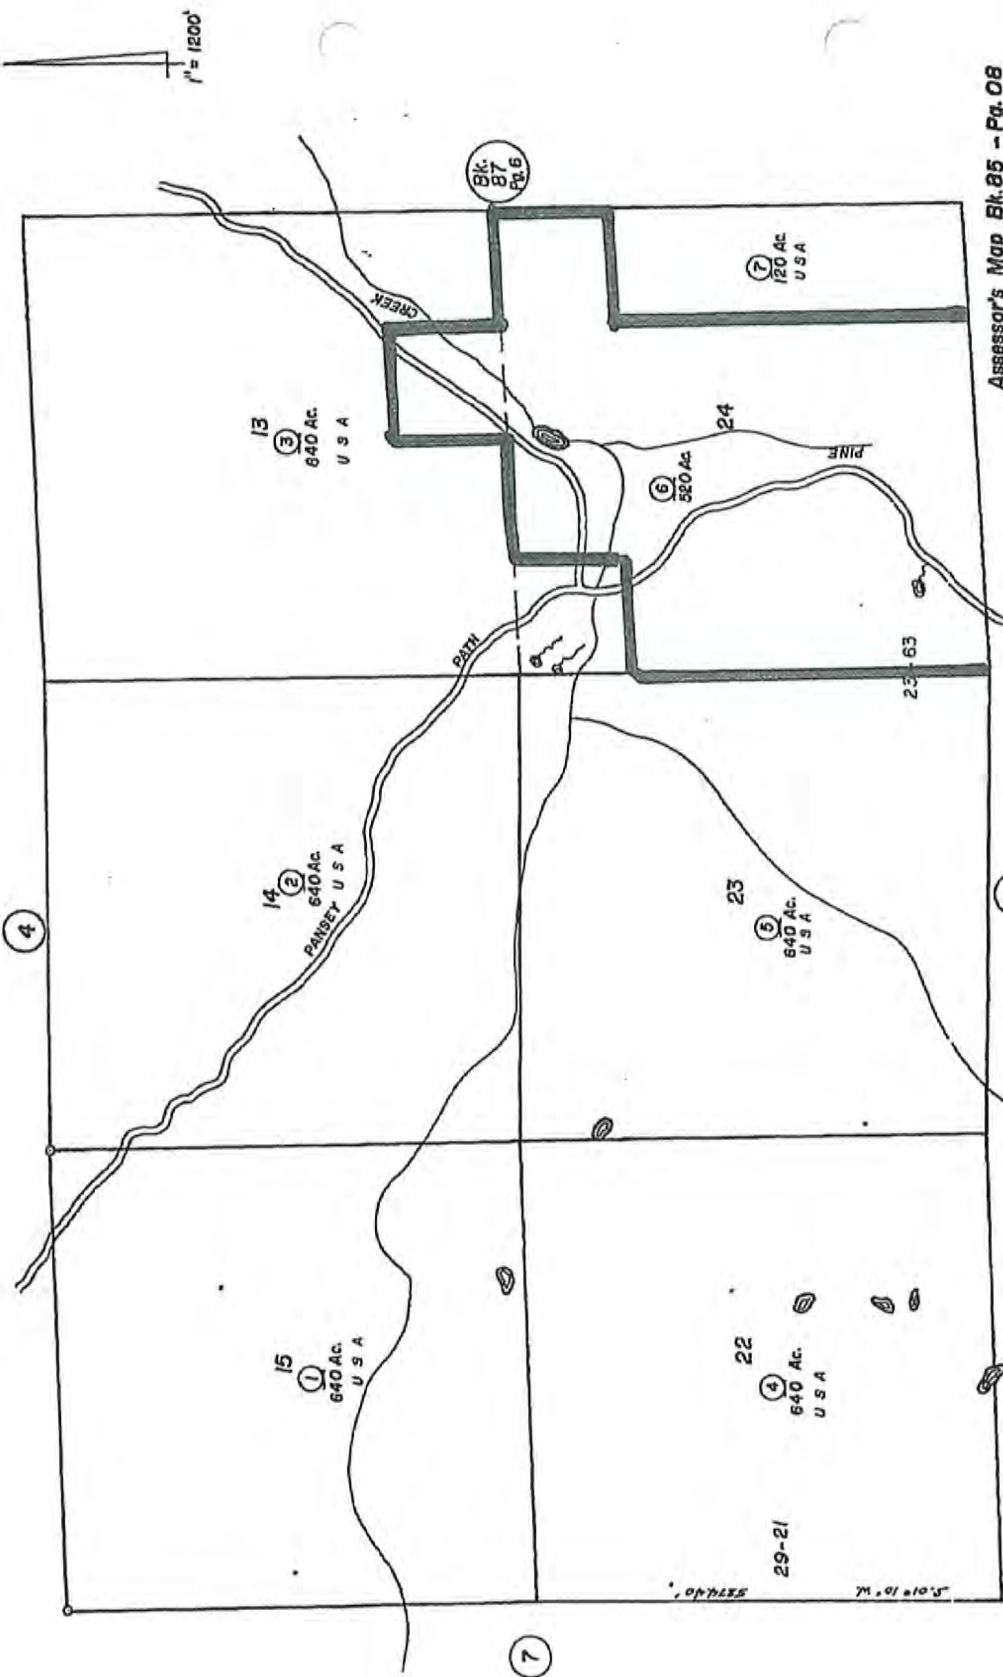 1"= 1200'
4
Bk.
87
Pg. 6
15
1
640 Ac.
U S A
14
2
640 Ac.
U S A
PANSEY
PATH
13
3
640 Ac.
U S A
CREEK
7
29-21
22
4
640 Ac.
U S A
23
5
640 Ac.
U S A
23-63
6
520 Ac.
24
PINE
7
120 Ac.
U S A
S.01° 10' W.
Assessor's Map Bk.85 - Pg. 08